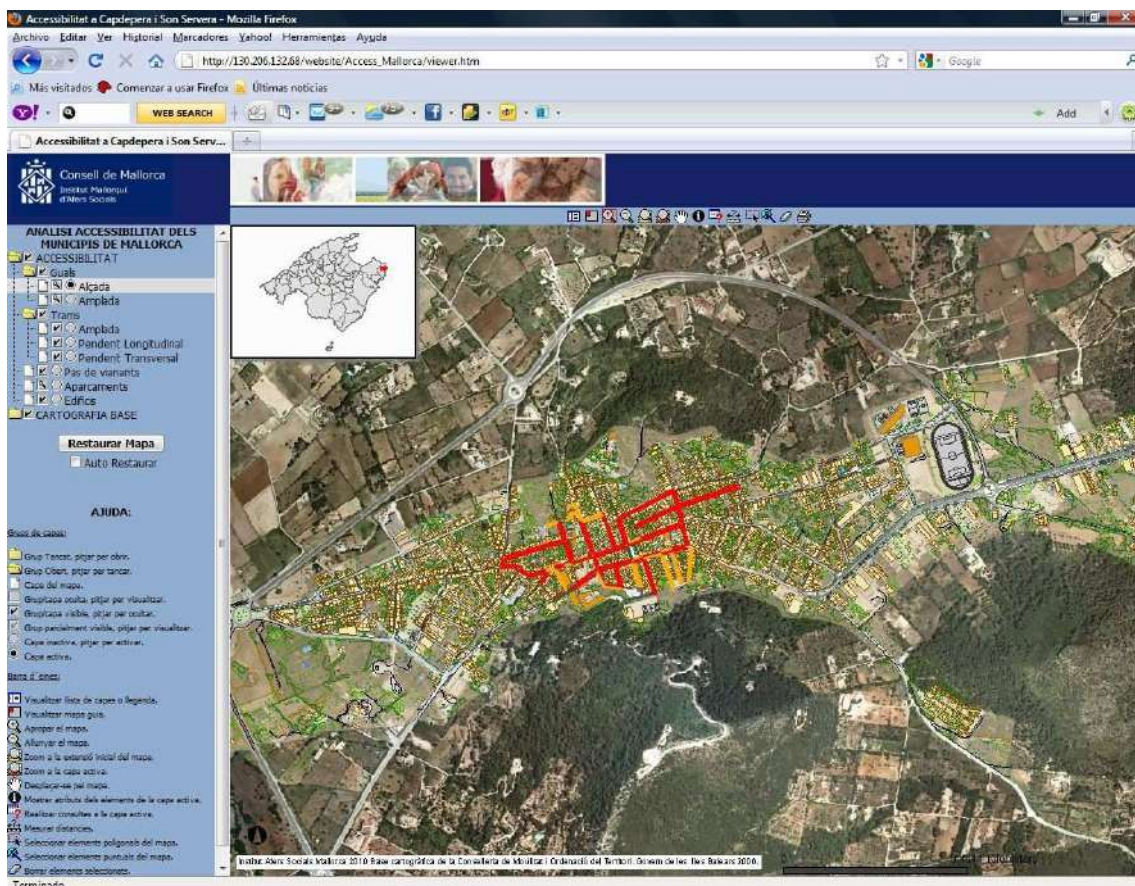 Accessibilitat a Capdepera i Son Servera - Mozilla Firefox
Archivo Editar Ver Historial Marcadores Yahoo! Herramientas Ayuda
http://130.206.132.68/website/Access_Mallorca/viewer.htm
Google
Más visitados Comenzar a usar Firefox Últimas noticias
Y! WEB SEARCH Add
Accessibilitat a Capdepera i Son Serv...
Consell de Mallorca
Institut Mallorquí
d'Afers Socials
ANALISI ACCESSIBILITAT DELS
MUNICIPIS DE MALLORCA
ACCESSIBILITAT
Guals
Alçada
Amplada
Trams
Amplada
Pendent Longitudinal
Pendent Transversal
Pas de vianants
Aparcaments
Edificis
CARTOGRAFIA BASE
Restaurar Mapa
Auto Restaurar
AJUDA:
Grups de capes:
Grup Tancat, pitjar per obrir.
Grup Obert, pitjar per tancar.
Capa del mapa.
Grup/capa oculta, pitjar per visualitzar.
Grup/capa visible, pitjar per ocultar.
Grup parcialment visible, pitjar per visualitzar.
Capa inactiva, pitjar per activar.
Capa activa.
Barra d'eines:
Visualitzar llista de capes o llegenda.
Visualitzar mapa guia.
Apropar el mapa.
Allunyar el mapa.
Zoom a la extensió inicial del mapa.
Zoom a la capa activa.
Desplaçar-se pel mapa.
Mostrar atributs dels elements de la capa activa.
Realitzar consultes a la capa activa.
Mesurar distancies.
Seleccionar elements poligonals del mapa.
Seleccionar elements puntuals del mapa.
Borrar elements seleccionats.
Institut Afers Socials Mallorca 2010 Base cartogràfica de la Conselleria de Mobilitat i Ordenació del Territori. Govern de les Illes Balears 2006.
Terminado